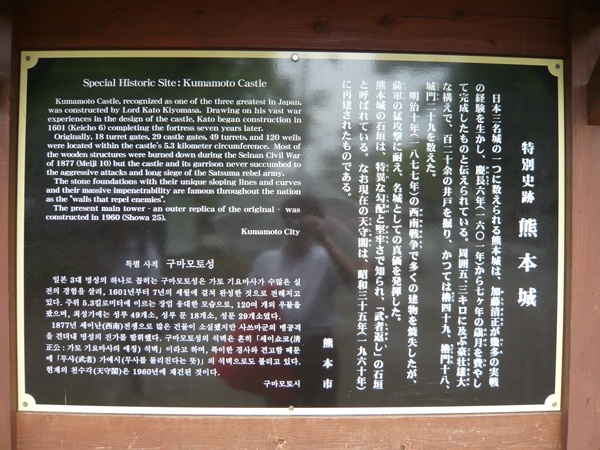 Special Historic Site: Kumamoto Castle
Kumamoto Castle, recognized as one of the three greatest in Japan,
was constructed by Lord Kato Kiyomasa. Drawing on his vast war
experiences in the design of the castle, Kato began construction in
1601 (Keicho 6) completing the fortress seven years later.
Originally, 18 turret gates, 29 castle gates, 49 turrets, and 120 wells
were located within the castle's 5.3 kilometer circumference. Most of
the wooden structures were burned down during the Seinan Civil War
of 1877 (Meiji 10) but the castle and its garrison never succumbed to
the aggressive attacks and long siege of the Satsuma rebel army.
The stone foundations with their unique sloping lines and curves
and their massive impenetrability are famous throughout the nation
as the "walls that repel enemies".
The present main tower - an outer replica of the original - was
constructed in 1960 (Showa 25).
Kumamoto City
특별 사적 구마모토성
일본 3대 명성의 하나로 꼽히는 구마모토성은 가토 기요마사가 수많은 실
전의 경험을 살려, 1601년부터 7년의 세월에 걸쳐 완성한 것으로 전해지고
있다. 주위 5.3킬로미터에 이르는 장엄 웅대한 모습으로, 120여 개의 우물을
팠으며, 최성기에는 성루 49개소, 성루 문 18개소, 성문 29개소였다.
1877년 세이난(西南)전쟁으로 많은 건물이 소실됐지만 사쓰마군의 맹공격
을 견뎌내 명성의 진가를 발휘했다. 구마모토성의 석벽은 흔히 「세이쇼코(清
正公 : 가토 기요마사의 애칭) 석벽」이라고 하며, 특이한 경사와 견고함 때문
에 「무사(武者) 가에시(무사를 물리친다는 뜻)」의 석벽으로도 불리고 있다.
현재의 천수각(天守閣)은 1960년에 재건된 것이다.
구마모토시
特別史跡 熊本城
日本三名城の一つに数えられる熊本城は、加藤清正が幾多の実戦
の経験を生かし、慶長六年(一六〇一年)から七ヶ年の歳月を費やし
て完成したものと伝えられている。周囲五・三キロに及ぶ豪壮雄大
な構えで、百二十余の井戸を掘り、かつては櫓四十九、櫓門十八、
城門二十九を数えた。
明治十年(一八七七年)の西南戦争で多くの建物を焼失したが、
薩軍の猛攻撃に耐え、名城としての真価を発揮した。
熊本城の石垣は、特異な勾配と堅牢さで知られ、「武者返し」の石垣
と呼ばれている。なお現在の天守閣は、昭和三十五年(一九六十年)
に再建されたものである。
熊本市